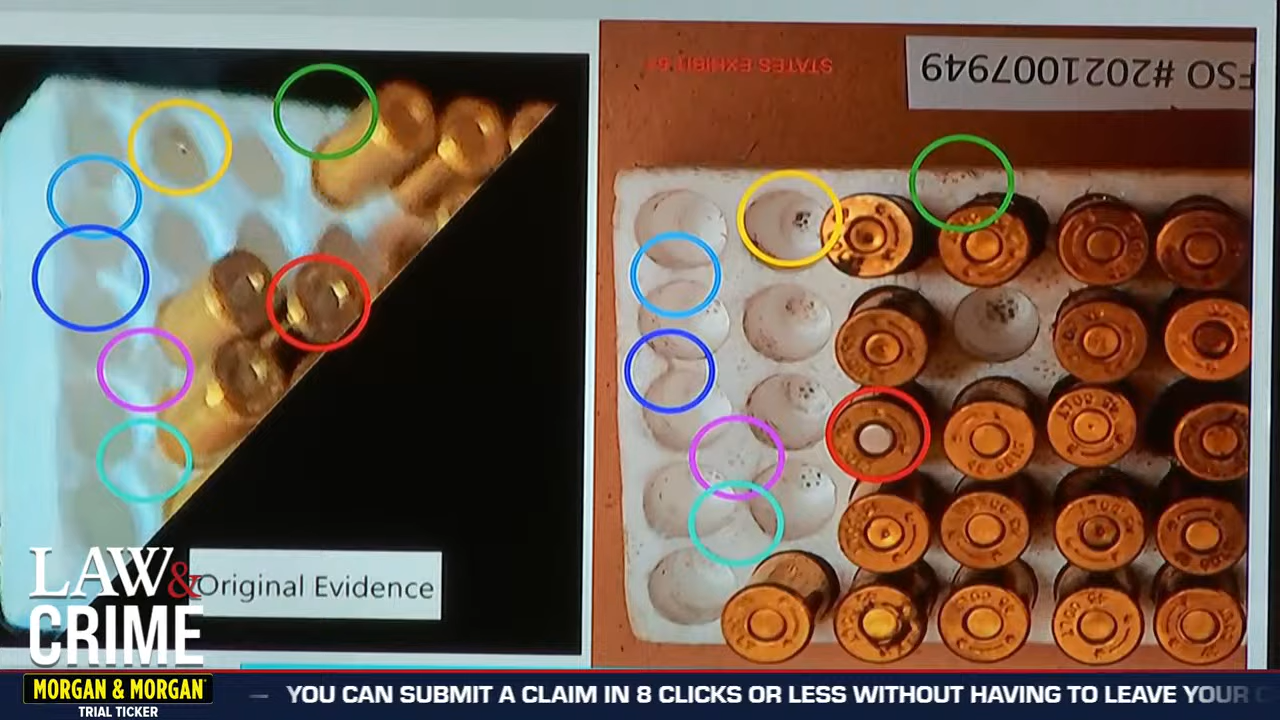 STATES EXHIBIT
FSO #2021007949
Original Evidence
LAW&
CRIME
MORGAN & MORGAN
TRIAL TICKER
— YOU CAN SUBMIT A CLAIM IN 8 CLICKS OR LESS WITHOUT HAVING TO LEAVE YOUR C